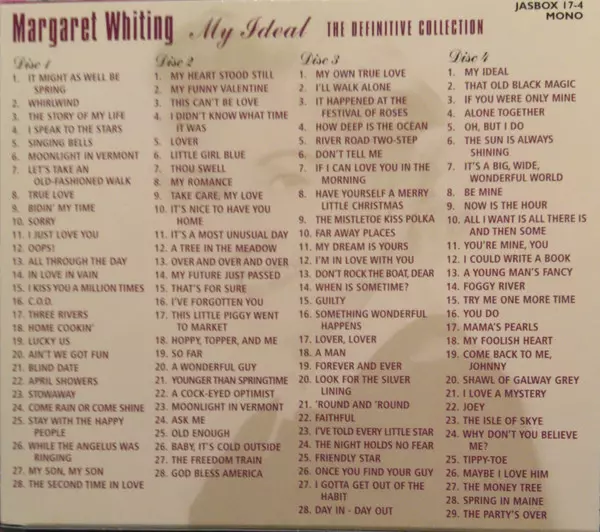 Margaret Whiting My Ideal THE DEFINITIVE COLLECTION
JASBOX 17-4
MONO
Disc 1
1. IT MIGHT AS WELL BE
SPRING
2. WHIRLWIND
3. THE STORY OF MY LIFE
4. I SPEAK TO THE STARS
5. SINGING BELLS
6. MOONLIGHT IN VERMONT
7. LET'S TAKE AN
OLD-FASHIONED WALK
8. TRUE LOVE
9. BIDIN' MY TIME
10. SORRY
11. I JUST LOVE YOU
12. OOPS!
13. ALL THROUGH THE DAY
14. IN LOVE IN VAIN
15. I KISS YOU A MILLION TIMES
16. C.O.D.
17. THREE RIVERS
18. HOME COOKIN'
19. LUCKY US
20. AIN'T WE GOT FUN
21. BLIND DATE
22. APRIL SHOWERS
23. STOWAWAY
24. COME RAIN OR COME SHINE
25. STAY WITH THE HAPPY
PEOPLE
26. WHILE THE ANGELUS WAS
RINGING
27. MY SON, MY SON
28. THE SECOND TIME IN LOVE
Disc 2
1. MY HEART STOOD STILL
2. MY FUNNY VALENTINE
3. THIS CAN'T BE LOVE
4. I DIDN'T KNOW WHAT TIME
IT WAS
5. LOVER
6. LITTLE GIRL BLUE
7. THOU SWELL
8. MY ROMANCE
9. TAKE CARE, MY LOVE
10. IT'S NICE TO HAVE YOU
HOME
11. IT'S A MOST UNUSUAL DAY
12. A TREE IN THE MEADOW
13. OVER AND OVER AND OVER
14. MY FUTURE JUST PASSED
15. THAT'S FOR SURE
16. I'VE FORGOTTEN YOU
17. THIS LITTLE PIGGY WENT
TO MARKET
18. HOPPY, TOPPER, AND ME
19. SO FAR
20. A WONDERFUL GUY
21. YOUNGER THAN SPRINGTIME
22. A COCK-EYED OPTIMIST
23. MOONLIGHT IN VERMONT
24. ASK ME
25. OLD ENOUGH
26. BABY, IT'S COLD OUTSIDE
27. THE FREEDOM TRAIN
28. GOD BLESS AMERICA
Disc 3
1. MY OWN TRUE LOVE
2. I'LL WALK ALONE
3. IT HAPPENED AT THE
FESTIVAL OF ROSES
4. HOW DEEP IS THE OCEAN
5. RIVER ROAD TWO-STEP
6. DON'T TELL ME
7. IF I CAN LOVE YOU IN THE
MORNING
8. HAVE YOURSELF A MERRY
LITTLE CHRISTMAS
9. THE MISTLETOE KISS POLKA
10. FAR AWAY PLACES
11. MY DREAM IS YOURS
12. I'M IN LOVE WITH YOU
13. DON'T ROCK THE BOAT, DEAR
14. WHEN IS SOMETIME?
15. GUILTY
16. SOMETHING WONDERFUL
HAPPENS
17. LOVER, LOVER
18. A MAN
19. FOREVER AND EVER
20. LOOK FOR THE SILVER
LINING
21. 'ROUND AND 'ROUND
22. FAITHFUL
23. I'VE TOLD EVERY LITTLE STAR
24. THE NIGHT HOLDS NO FEAR
25. FRIENDLY STAR
26. ONCE YOU FIND YOUR GUY
27. I GOTTA GET OUT OF THE
HABIT
28. DAY IN - DAY OUT
Disc 4
1. MY IDEAL
2. THAT OLD BLACK MAGIC
3. IF YOU WERE ONLY MINE
4. ALONE TOGETHER
5. OH, BUT I DO
6. THE SUN IS ALWAYS
SHINING
7. IT'S A BIG, WIDE,
WONDERFUL WORLD
8. BE MINE
9. NOW IS THE HOUR
10. ALL I WANT IS ALL THERE IS
AND THEN SOME
11. YOU'RE MINE, YOU
12. I COULD WRITE A BOOK
13. A YOUNG MAN'S FANCY
14. FOGGY RIVER
15. TRY ME ONE MORE TIME
16. YOU DO
17. MAMA'S PEARLS
18. MY FOOLISH HEART
19. COME BACK TO ME,
JOHNNY
20. SHAWL OF GALWAY GREY
21. I LOVE A MYSTERY
22. JOEY
23. THE ISLE OF SKYE
24. WHY DON'T YOU BELIEVE
ME?
25. TIPPY-TOE
26. MAYBE I LOVE HIM
27. THE MONEY TREE
28. SPRING IN MAINE
29. THE PARTY'S OVER